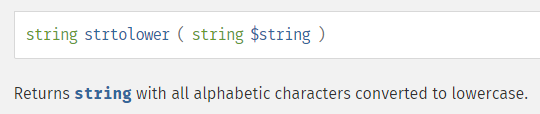 string strtolower ( string $string )
Returns string with all alphabetic characters converted to lowercase.